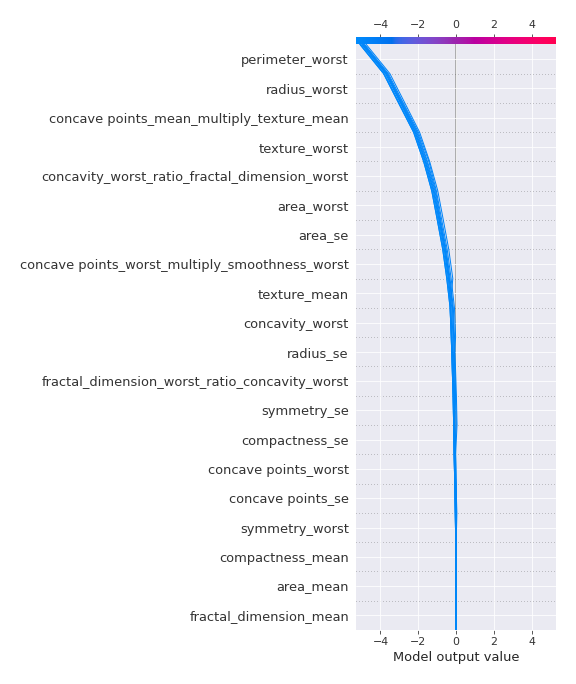 −4 −2 0 2 4
perimeter_worst
radius_worst
concave points_mean_multiply_texture_mean
texture_worst
concavity_worst_ratio_fractal_dimension_worst
area_worst
area_se
concave points_worst_multiply_smoothness_worst
texture_mean
concavity_worst
radius_se
fractal_dimension_worst_ratio_concavity_worst
symmetry_se
compactness_se
concave points_worst
concave points_se
symmetry_worst
compactness_mean
area_mean
fractal_dimension_mean
−4 −2 0 2 4
Model output value